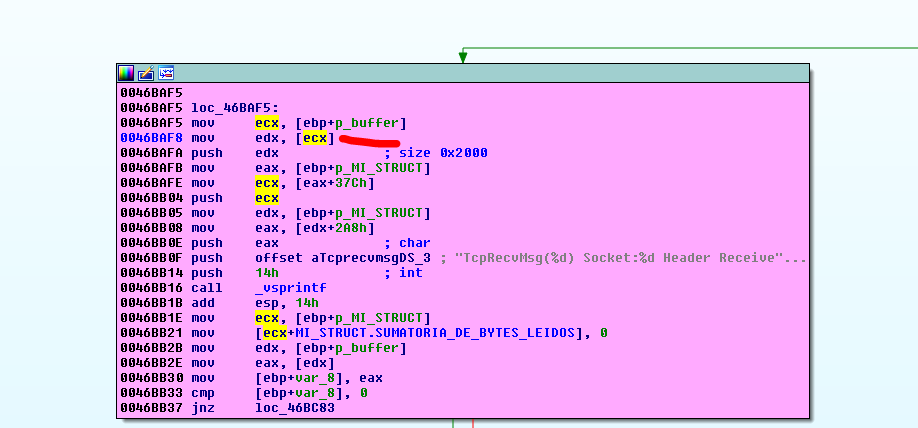 0046BAF5
0046BAF5 loc_46BAF5:
0046BAF5 mov ecx, [ebp+p_buffer]
0046BAF8 mov edx, [ecx]
0046BAFA push edx ; size 0x2000
0046BAFB mov eax, [ebp+p_MI_STRUCT]
0046BAFE mov ecx, [eax+37Ch]
0046BB04 push ecx
0046BB05 mov edx, [ebp+p_MI_STRUCT]
0046BB08 mov eax, [edx+2A8h]
0046BB0E push eax ; char
0046BB0F push offset aTcprecvmsgDS_3 ; "TcpRecvMsg(%d) Socket:%d Header Receive"...
0046BB14 push 14h ; int
0046BB16 call _vsprintf
0046BB1B add esp, 14h
0046BB1E mov ecx, [ebp+p_MI_STRUCT]
0046BB21 mov [ecx+MI_STRUCT.SUMATORIA_DE_BYTES_LEIDOS], 0
0046BB2B mov edx, [ebp+p_buffer]
0046BB2E mov eax, [edx]
0046BB30 mov [ebp+var_8], eax
0046BB33 cmp [ebp+var_8], 0
0046BB37 jnz loc_46BC83